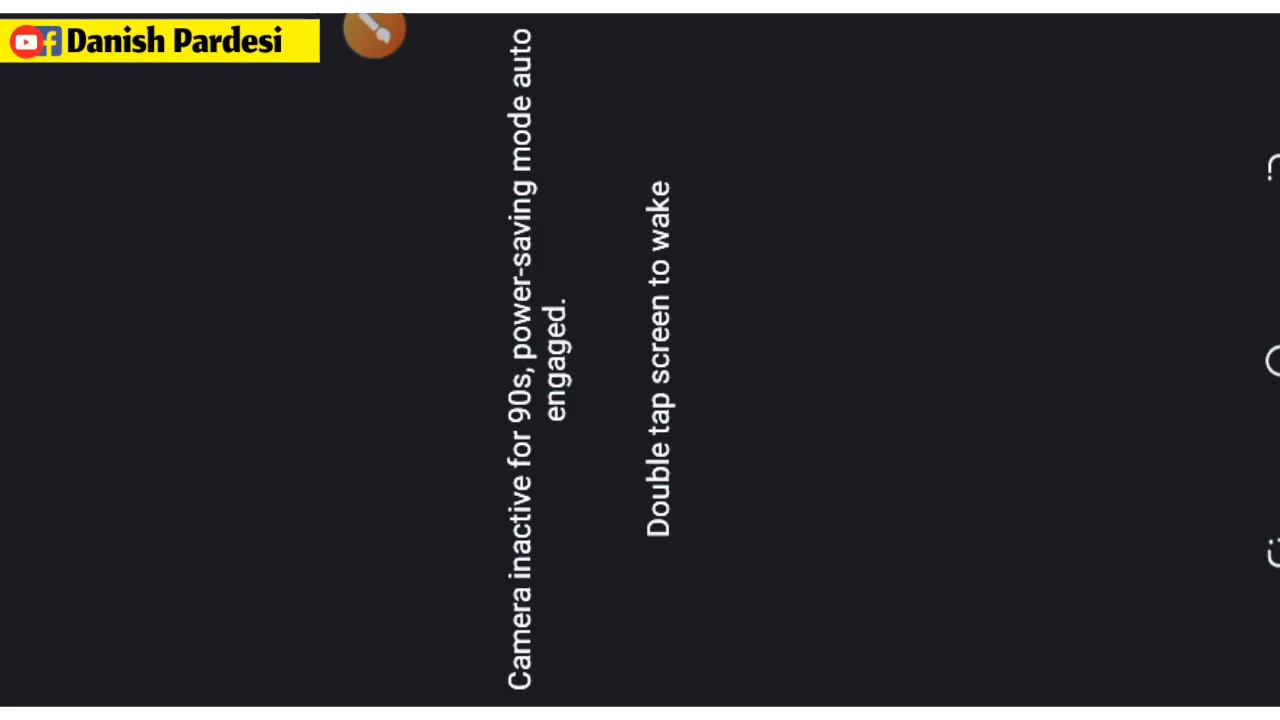 Danish Pardesi
Camera inactive for 90s, power-saving mode auto
engaged.
Double tap screen to wake